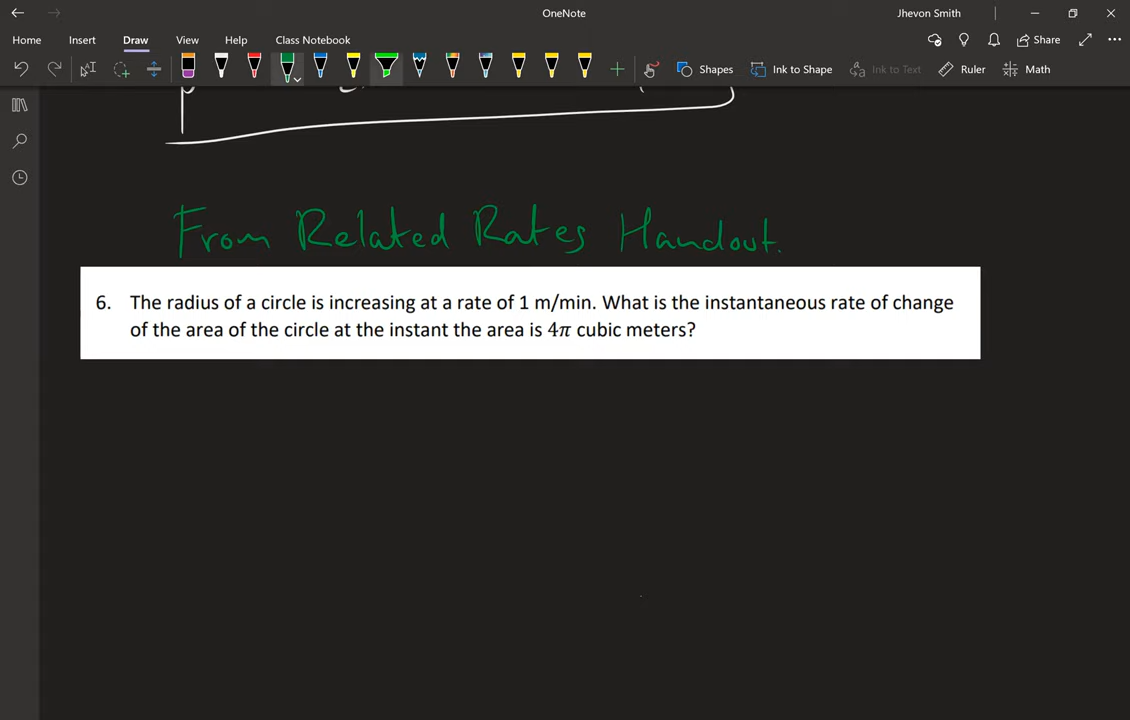 OneNote
Jhevon Smith
Home Insert Draw View Help Class Notebook
Share
Shapes Ink to Shape Ink to Text Ruler Math
From Related Rates Handout.
6. The radius of a circle is increasing at a rate of 1 m/min. What is the instantaneous rate of change
of the area of the circle at the instant the area is 4π cubic meters?